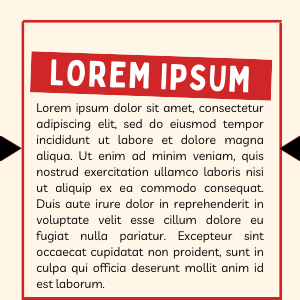 LOREM IPSUM
Lorem ipsum dolor sit amet, consectetur
adipiscing elit, sed do eiusmod tempor
incididunt ut labore et dolore magna
aliqua. Ut enim ad minim veniam, quis
nostrud exercitation ullamco laboris nisi
ut aliquip ex ea commodo consequat.
Duis aute irure dolor in reprehenderit in
voluptate velit esse cillum dolore eu
fugiat nulla pariatur. Excepteur sint
occaecat cupidatat non proident, sunt in
culpa qui officia deserunt mollit anim id
est laborum.